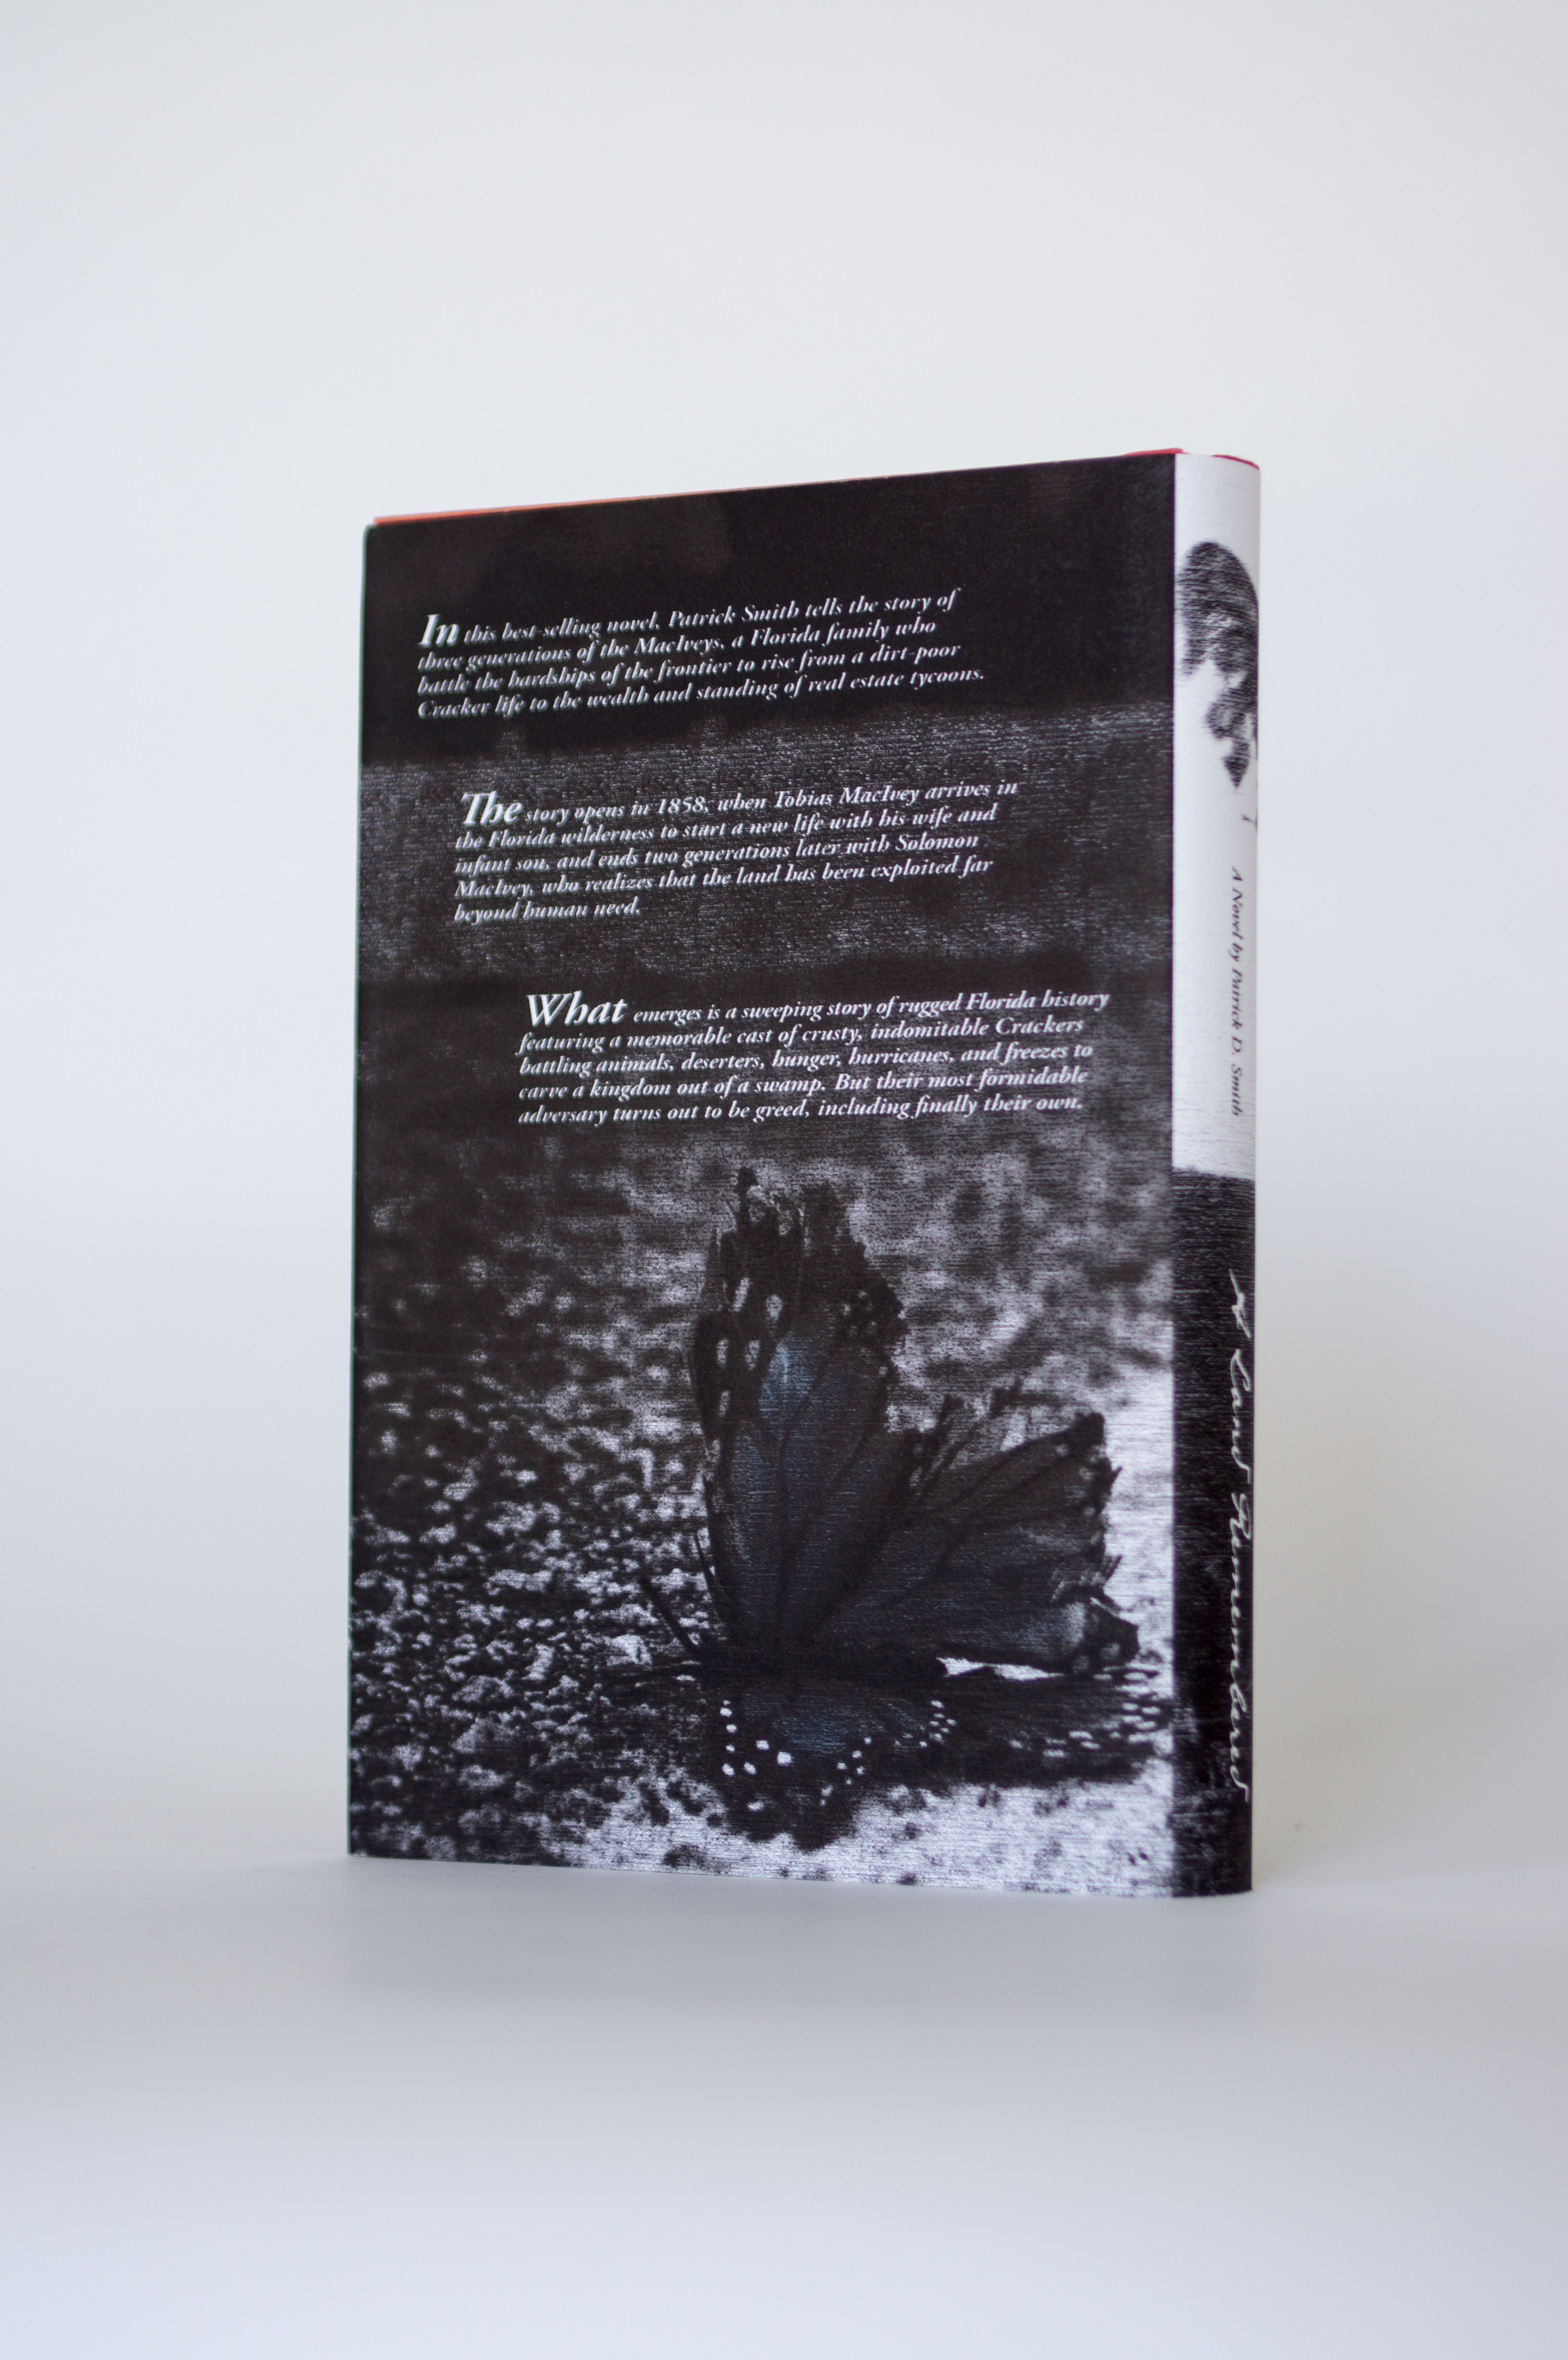 In this best-selling novel, Patrick Smith tells the story of
three generations of the MacIveys, a Florida family who
battle the hardships of the frontier to rise from a dirt-poor
Cracker life to the wealth and standing of real estate tycoons.
The story opens in 1858, when Tobias MacIvey arrives in
the Florida wilderness to start a new life with his wife and
infant son, and ends two generations later with Solomon
MacIvey, who realizes that the land has been exploited far
beyond human need.
What emerges is a sweeping story of rugged Florida history
featuring a memorable cast of crusty, indomitable Crackers
battling animals, deserters, hunger, hurricanes, and freezes to
carve a kingdom out of a swamp. But their most formidable
adversary turns out to be greed, including finally their own.
A Novel by Patrick D. Smith
A Land Remembered